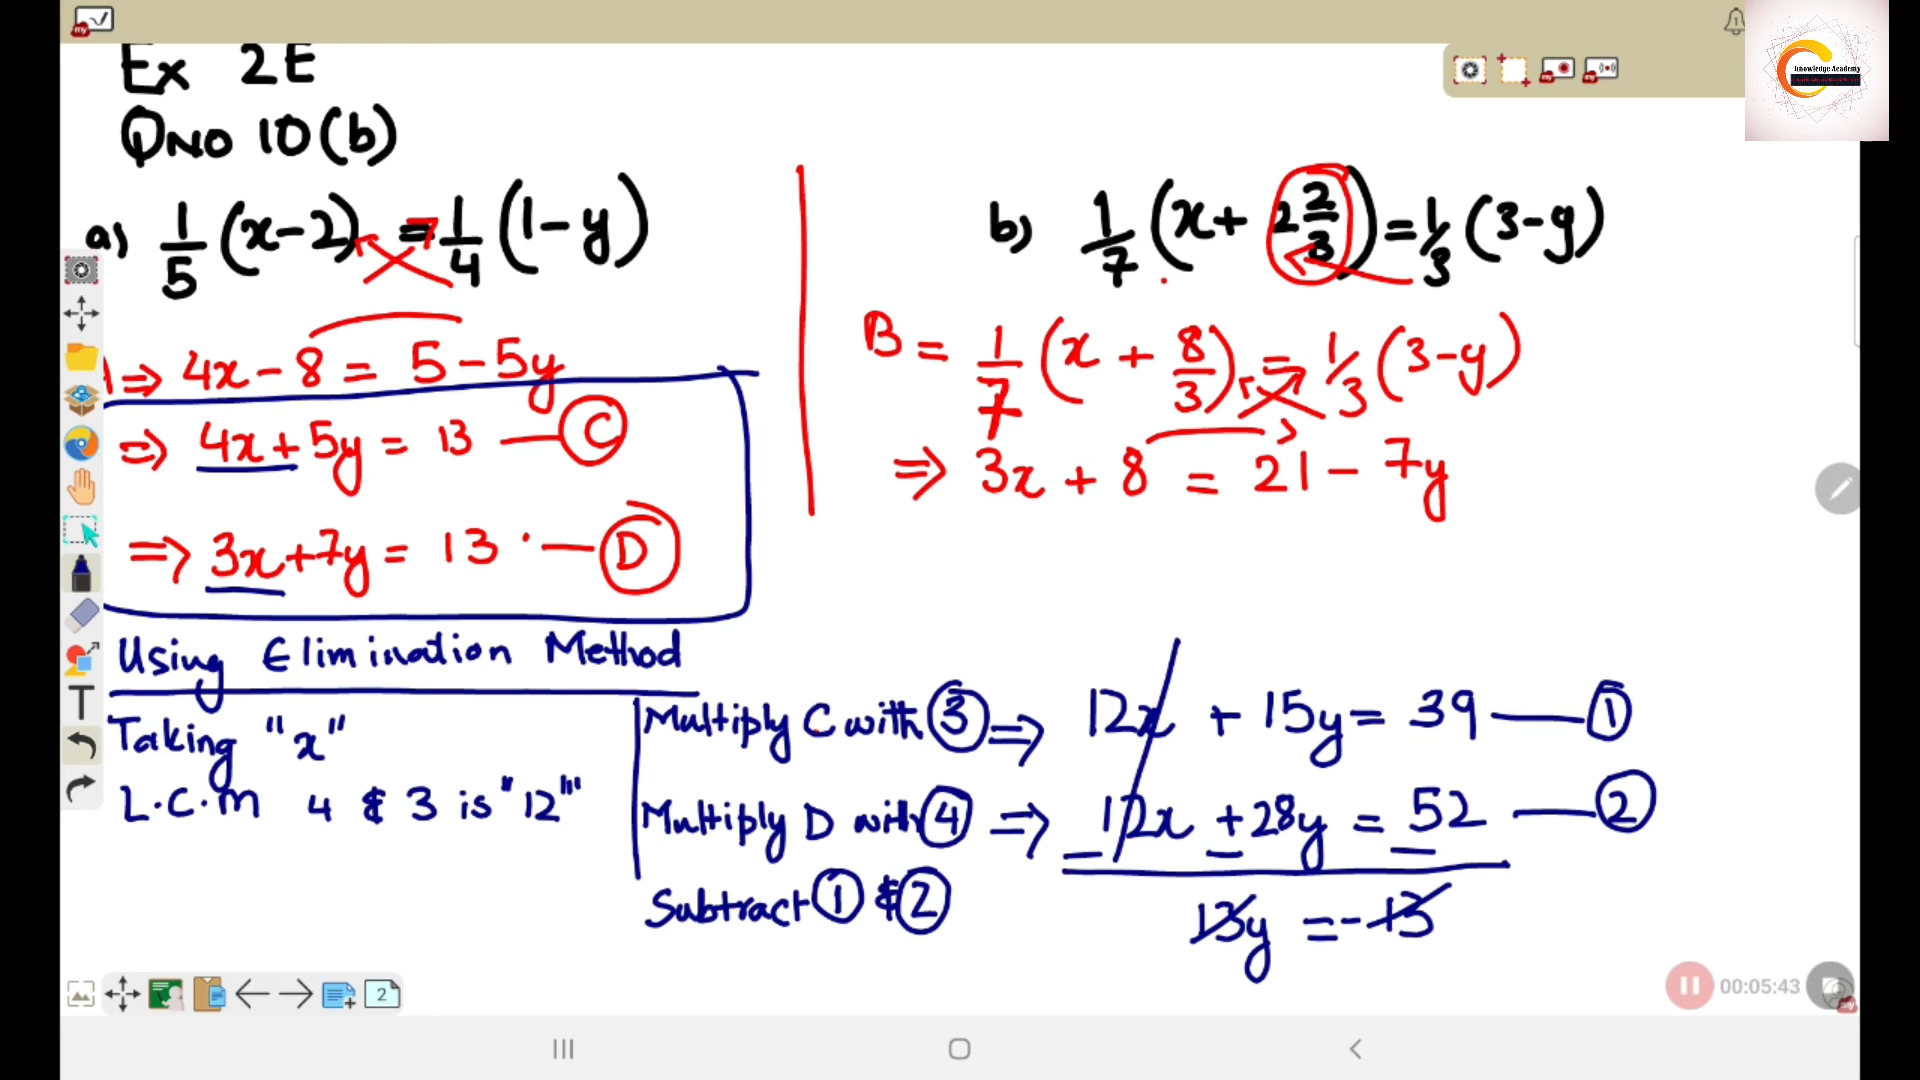 Ex 2E
QNO 10(b)
a) 1/5 (x-2) = 1/4 (1-y)
⇒ 4x - 8 = 5 - 5y
⇒ 4x + 5y = 13 — C
⇒ 3x + 7y = 13 · — D
b) 1/7 (x + 2 2/3) = 1/3 (3-y)
B = 1/7 (x + 8/3) = 1/3 (3-y)
⇒ 3x + 8 = 21 - 7y
Using Elimination Method
Taking "x"
L.C.M 4 & 3 is "12"
Multiply C with 3 ⇒ 12x + 15y = 39 — 1
Multiply D with 4 ⇒ 12x + 28y = 52 — 2
Subtract 1 & 2
13y = -13
knowledge Academy
T
2
00:05:43